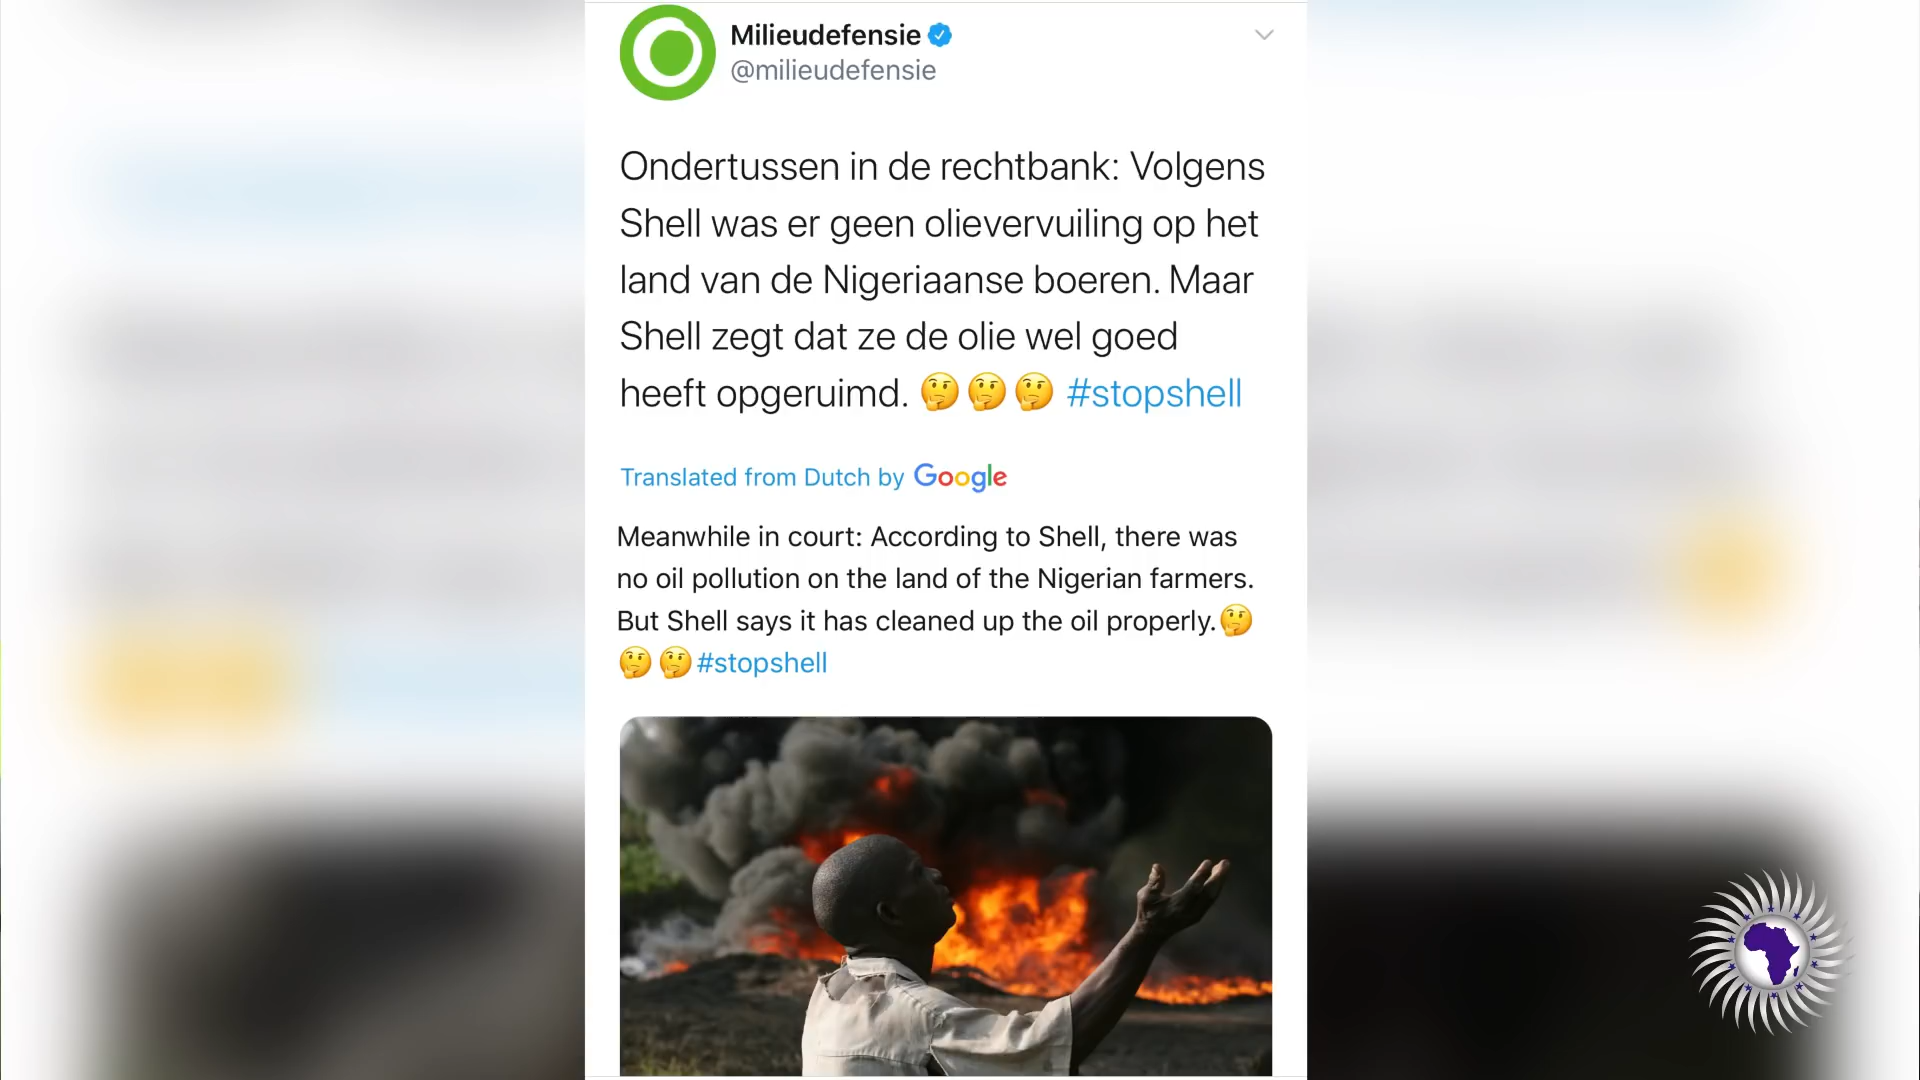 Milieudefensie
@milieudefensie
Ondertussen in de rechtbank: Volgens
Shell was er geen olievervuiling op het
land van de Nigeriaanse boeren. Maar
Shell zegt dat ze de olie wel goed
heeft opgeruimd. 🤔🤔🤔 #stopshell
Translated from Dutch by Google
Meanwhile in court: According to Shell, there was
no oil pollution on the land of the Nigerian farmers.
But Shell says it has cleaned up the oil properly.🤔
🤔🤔#stopshell